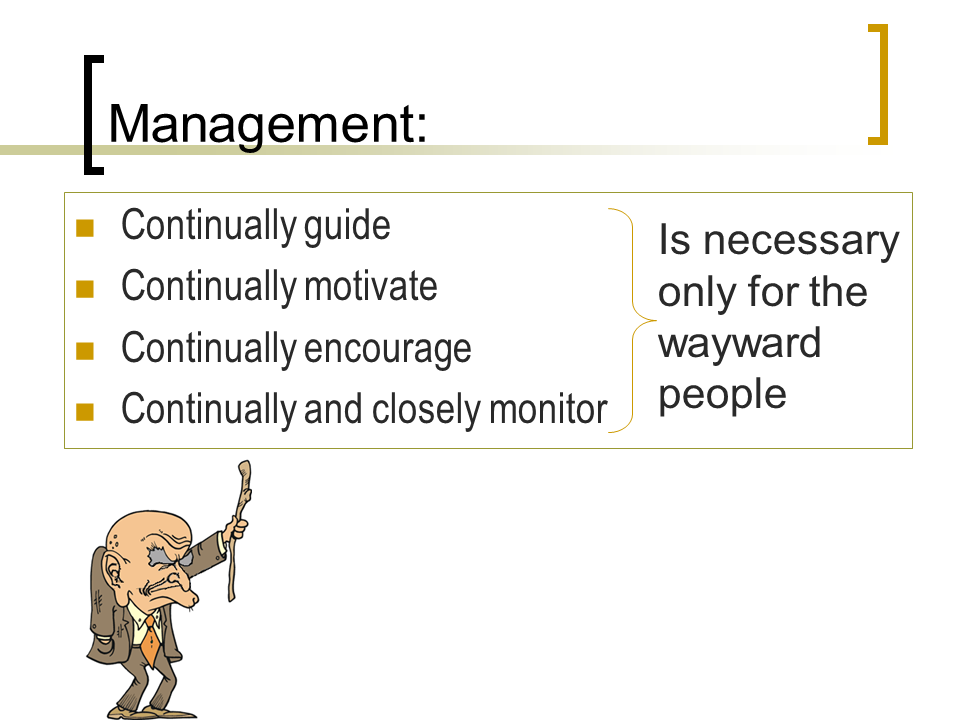 Management:
Continually guide
Continually motivate
Continually encourage
Continually and closely monitor
Is necessary
only for the
wayward
people